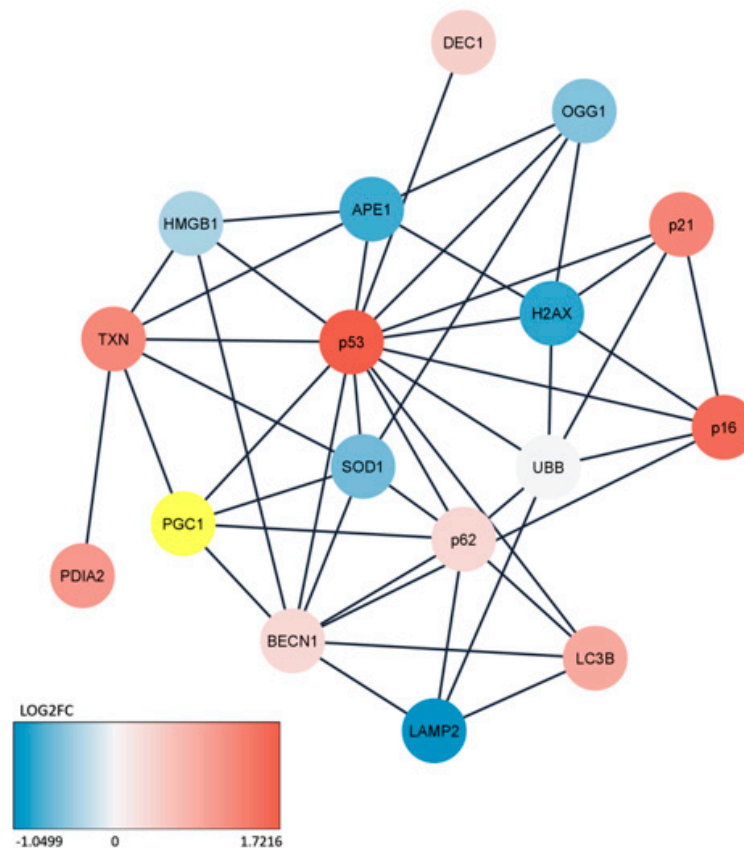 DEC1
OGG1
APE1
HMGB1
p21
H2AX
TXN
p53
p16
SOD1
UBB
PGC1
p62
PDIA2
BECN1
LC3B
LOG2FC
LAMP2
-1.0499 0 1.7216